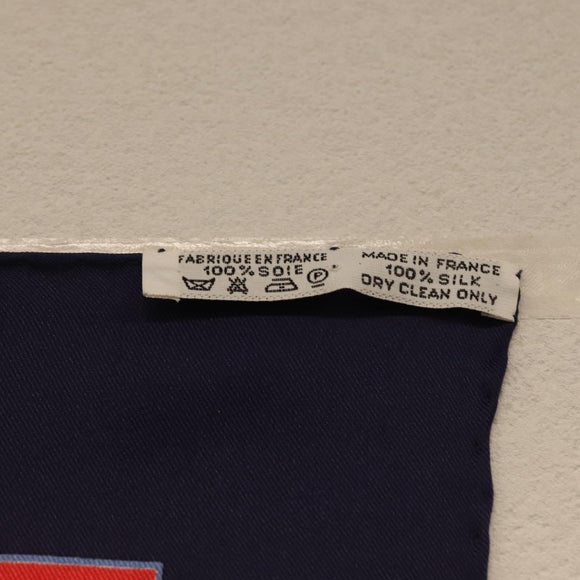 FABRIQUE EN FRANCE
100% SOIE
P
MADE IN FRANCE
100% SILK
DRY CLEAN ONLY